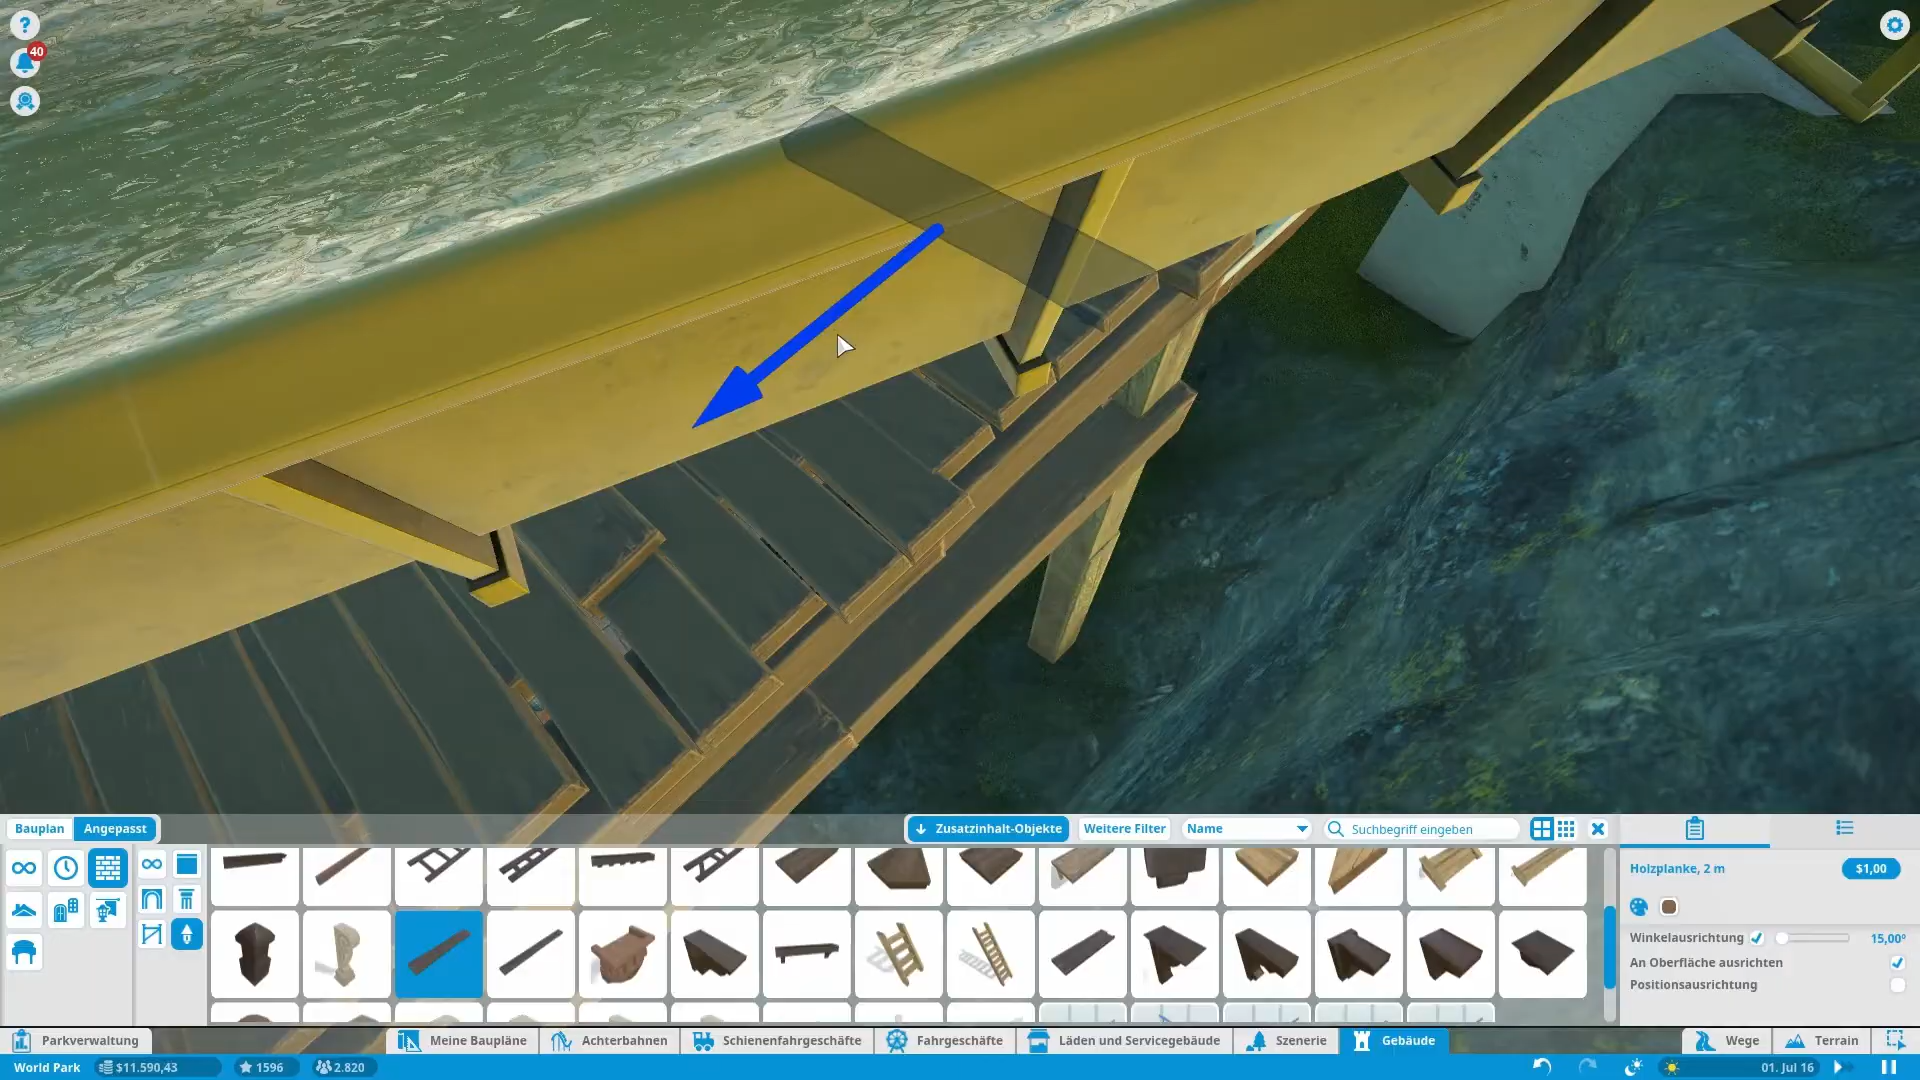 ?
40
Bauplan
Angepasst
Zusatzinhalt-Objekte
Weitere Filter
Name
Suchbegriff eingeben
Holzplanke, 2 m
$1,00
Winkelausrichtung
15,00°
An Oberfläche ausrichten
Positionsausrichtung
Parkverwaltung
Meine Baupläne
Achterbahnen
Schienenfahrgeschäfte
Fahrgeschäfte
Läden und Servicegebäude
Szenerie
Gebäude
Wege
Terrain
World Park
$11.590,43
1596
2.820
01. Jul 16